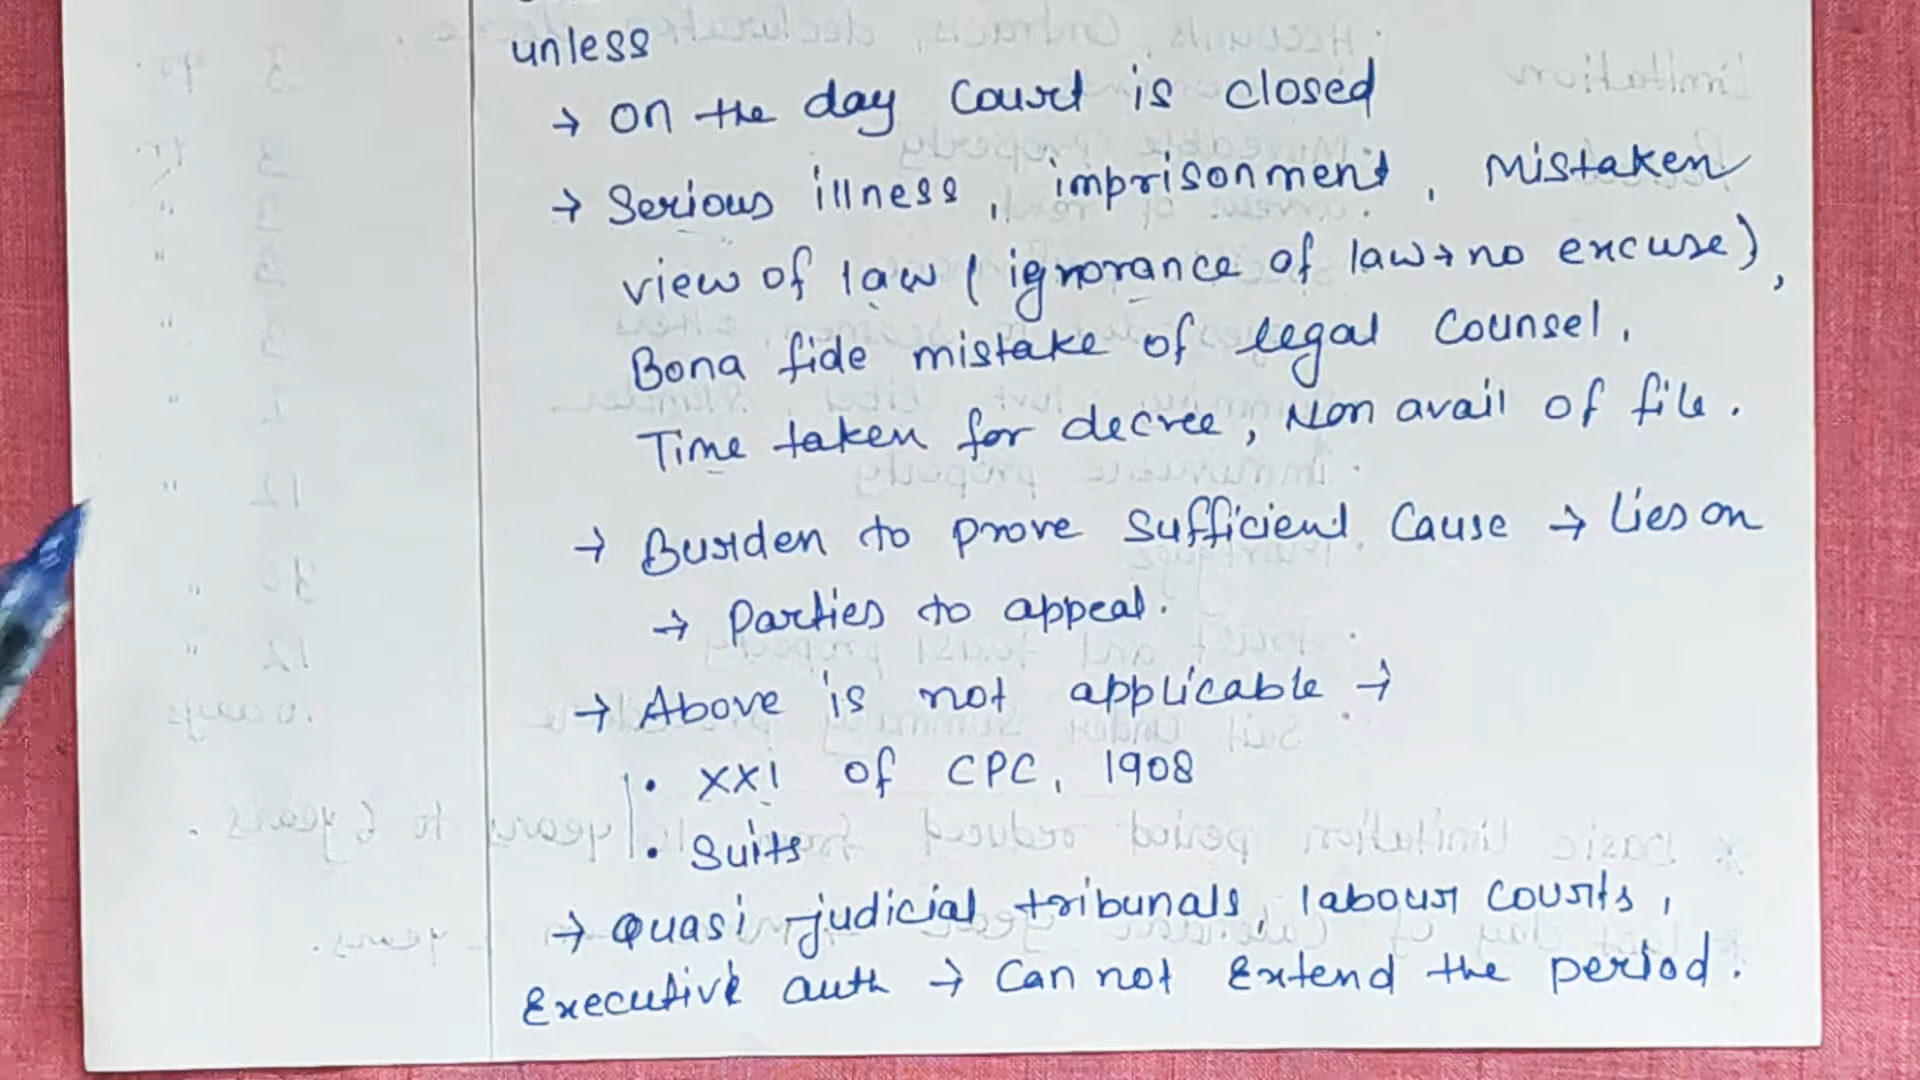 unless
→ on the day Court is closed
→ Serious illness, imprisonment, Mistaken
view of law (ignorance of law → no excuse),
Bona fide mistake of legal Counsel,
Time taken for decree, Non avail of file.
→ Burden to prove Sufficient Cause → Lies on
→ Parties to appeal.
→ Above is not applicable →
• XXI of CPC, 1908
• Suits
→ Quasi judicial tribunals, labour Courts,
Executive auth → Can not Extend the period.